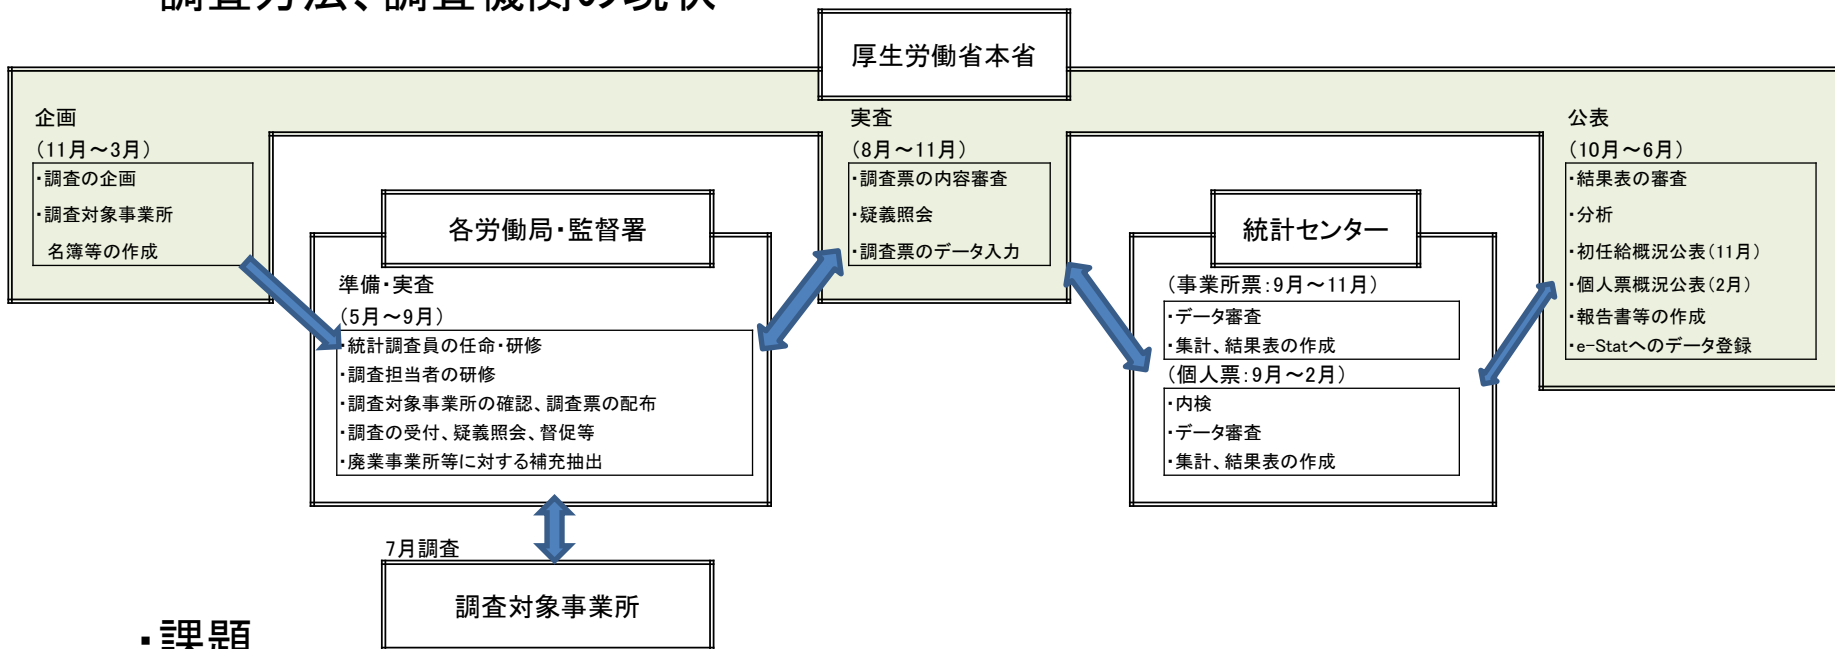 調査方法、調査機関の現状
厚生労働省本省
企画
(11月～3月)
・調査の企画
・調査対象事業所
名簿等の作成
各労働局・監督署
準備・実査
(5月～9月)
・統計調査員の任命・研修
・調査担当者の研修
・調査対象事業所の確認、調査票の配布
・調査の受付、疑義照会、督促等
・廃業事業所等に対する補充抽出
7月調査
調査対象事業所
実査
(8月～11月)
・調査票の内容審査
・疑義照会
・調査票のデータ入力
統計センター
(事業所票:9月～11月)
・データ審査
・集計、結果表の作成
(個人票:9月～2月)
・内検
・データ審査
・集計、結果表の作成
公表
(10月～6月)
・結果表の審査
・分析
・初任給概況公表(11月)
・個人票概況公表(2月)
・報告書等の作成
・e-Statへのデータ登録
・課題